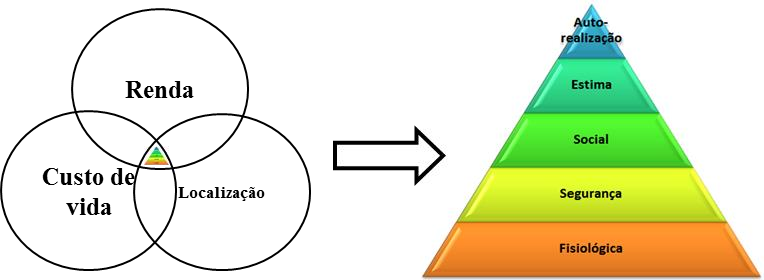 Renda
Custo de
vida
Localização
Auto-
realização
Estima
Social
Segurança
Fisiológica